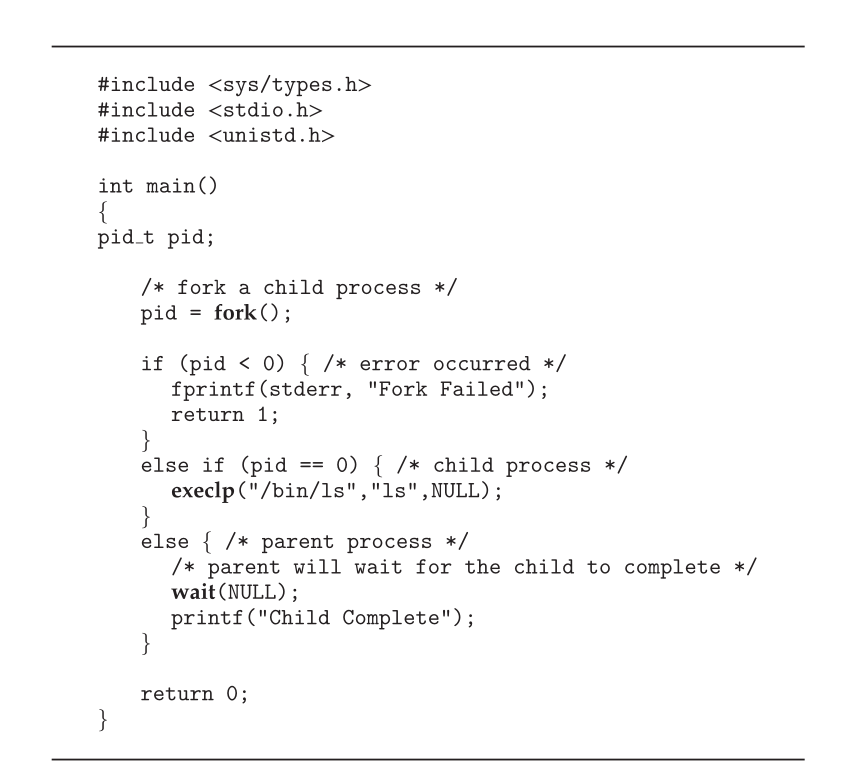 #include <sys/types.h>
#include <stdio.h>
#include <unistd.h>
int main()
{
pid_t pid;
/* fork a child process */
pid = fork();
if (pid < 0) { /* error occurred */
fprintf(stderr, "Fork Failed");
return 1;
}
else if (pid == 0) { /* child process */
execlp("/bin/ls","ls",NULL);
}
else { /* parent process */
/* parent will wait for the child to complete */
wait(NULL);
printf("Child Complete");
}
return 0;
}